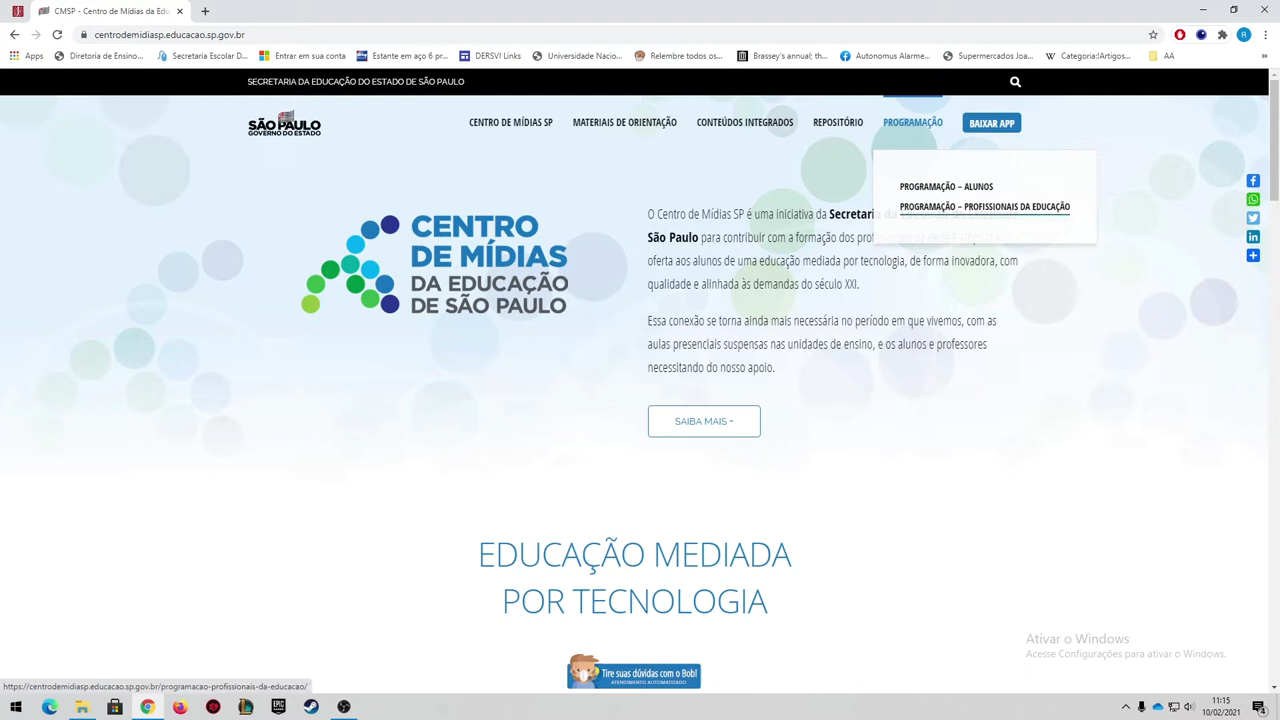 CMSP – Centro de Mídias da Edu
centrodemidiasp.educacao.sp.gov.br
Apps
Diretoria de Ensino...
Secretaria Escolar D...
Entrar em sua conta
Estante em aço 6 pr...
DERSVI Links
Universidade Nacio...
Relembre todos os...
Brassey's annual; th...
Autonomus Alarme...
Supermercados Joa...
Categoria:!Artigos...
AA
SECRETARIA DA EDUCAÇÃO DO ESTADO DE SÃO PAULO
SÃO PAULO
GOVERNO DO ESTADO
CENTRO DE MÍDIAS SP
MATERIAIS DE ORIENTAÇÃO
CONTEÚDOS INTEGRADOS
REPOSITÓRIO
PROGRAMAÇÃO
BAIXAR APP
PROGRAMAÇÃO – ALUNOS
PROGRAMAÇÃO – PROFISSIONAIS DA EDUCAÇÃO
CENTRO
DE MÍDIAS
DA EDUCAÇÃO
DE SÃO PAULO
O Centro de Mídias SP é uma iniciativa da Secretaria da
São Paulo para contribuir com a formação dos
oferta aos alunos de uma educação mediada por tecnologia, de forma inovadora, com
qualidade e alinhada às demandas do século XXI.
Essa conexão se torna ainda mais necessária no período em que vivemos, com as
aulas presenciais suspensas nas unidades de ensino, e os alunos e professores
necessitando do nosso apoio.
SAIBA MAIS -
EDUCAÇÃO MEDIADA
POR TECNOLOGIA
Ativar o Windows
Acesse Configurações para ativar o Windows.
Tire suas dúvidas com o Bob!
ATENDIMENTO AUTOMATIZADO
https://centrodemidiasp.educacao.sp.gov.br/programacao-profissionais-da-educacao/
EPIC
11:15
10/02/2021
4